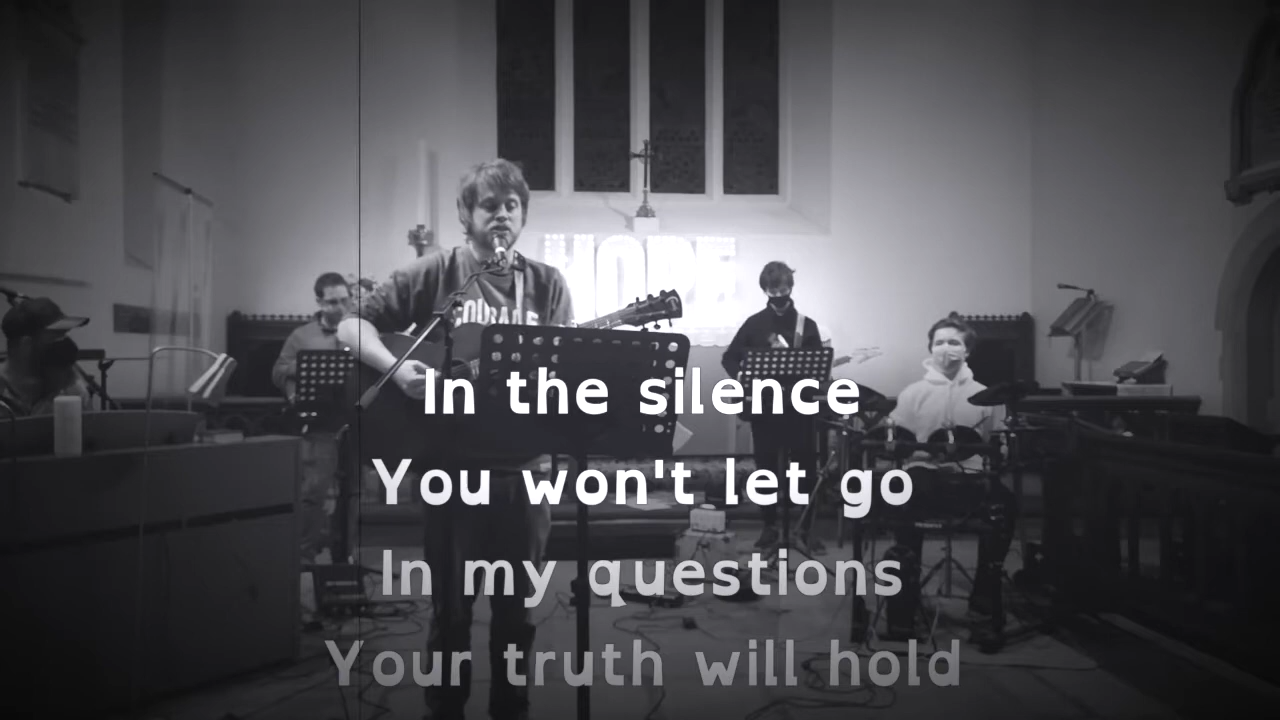 HOPE
In the silence
You won't let go
In my questions
Your truth will hold